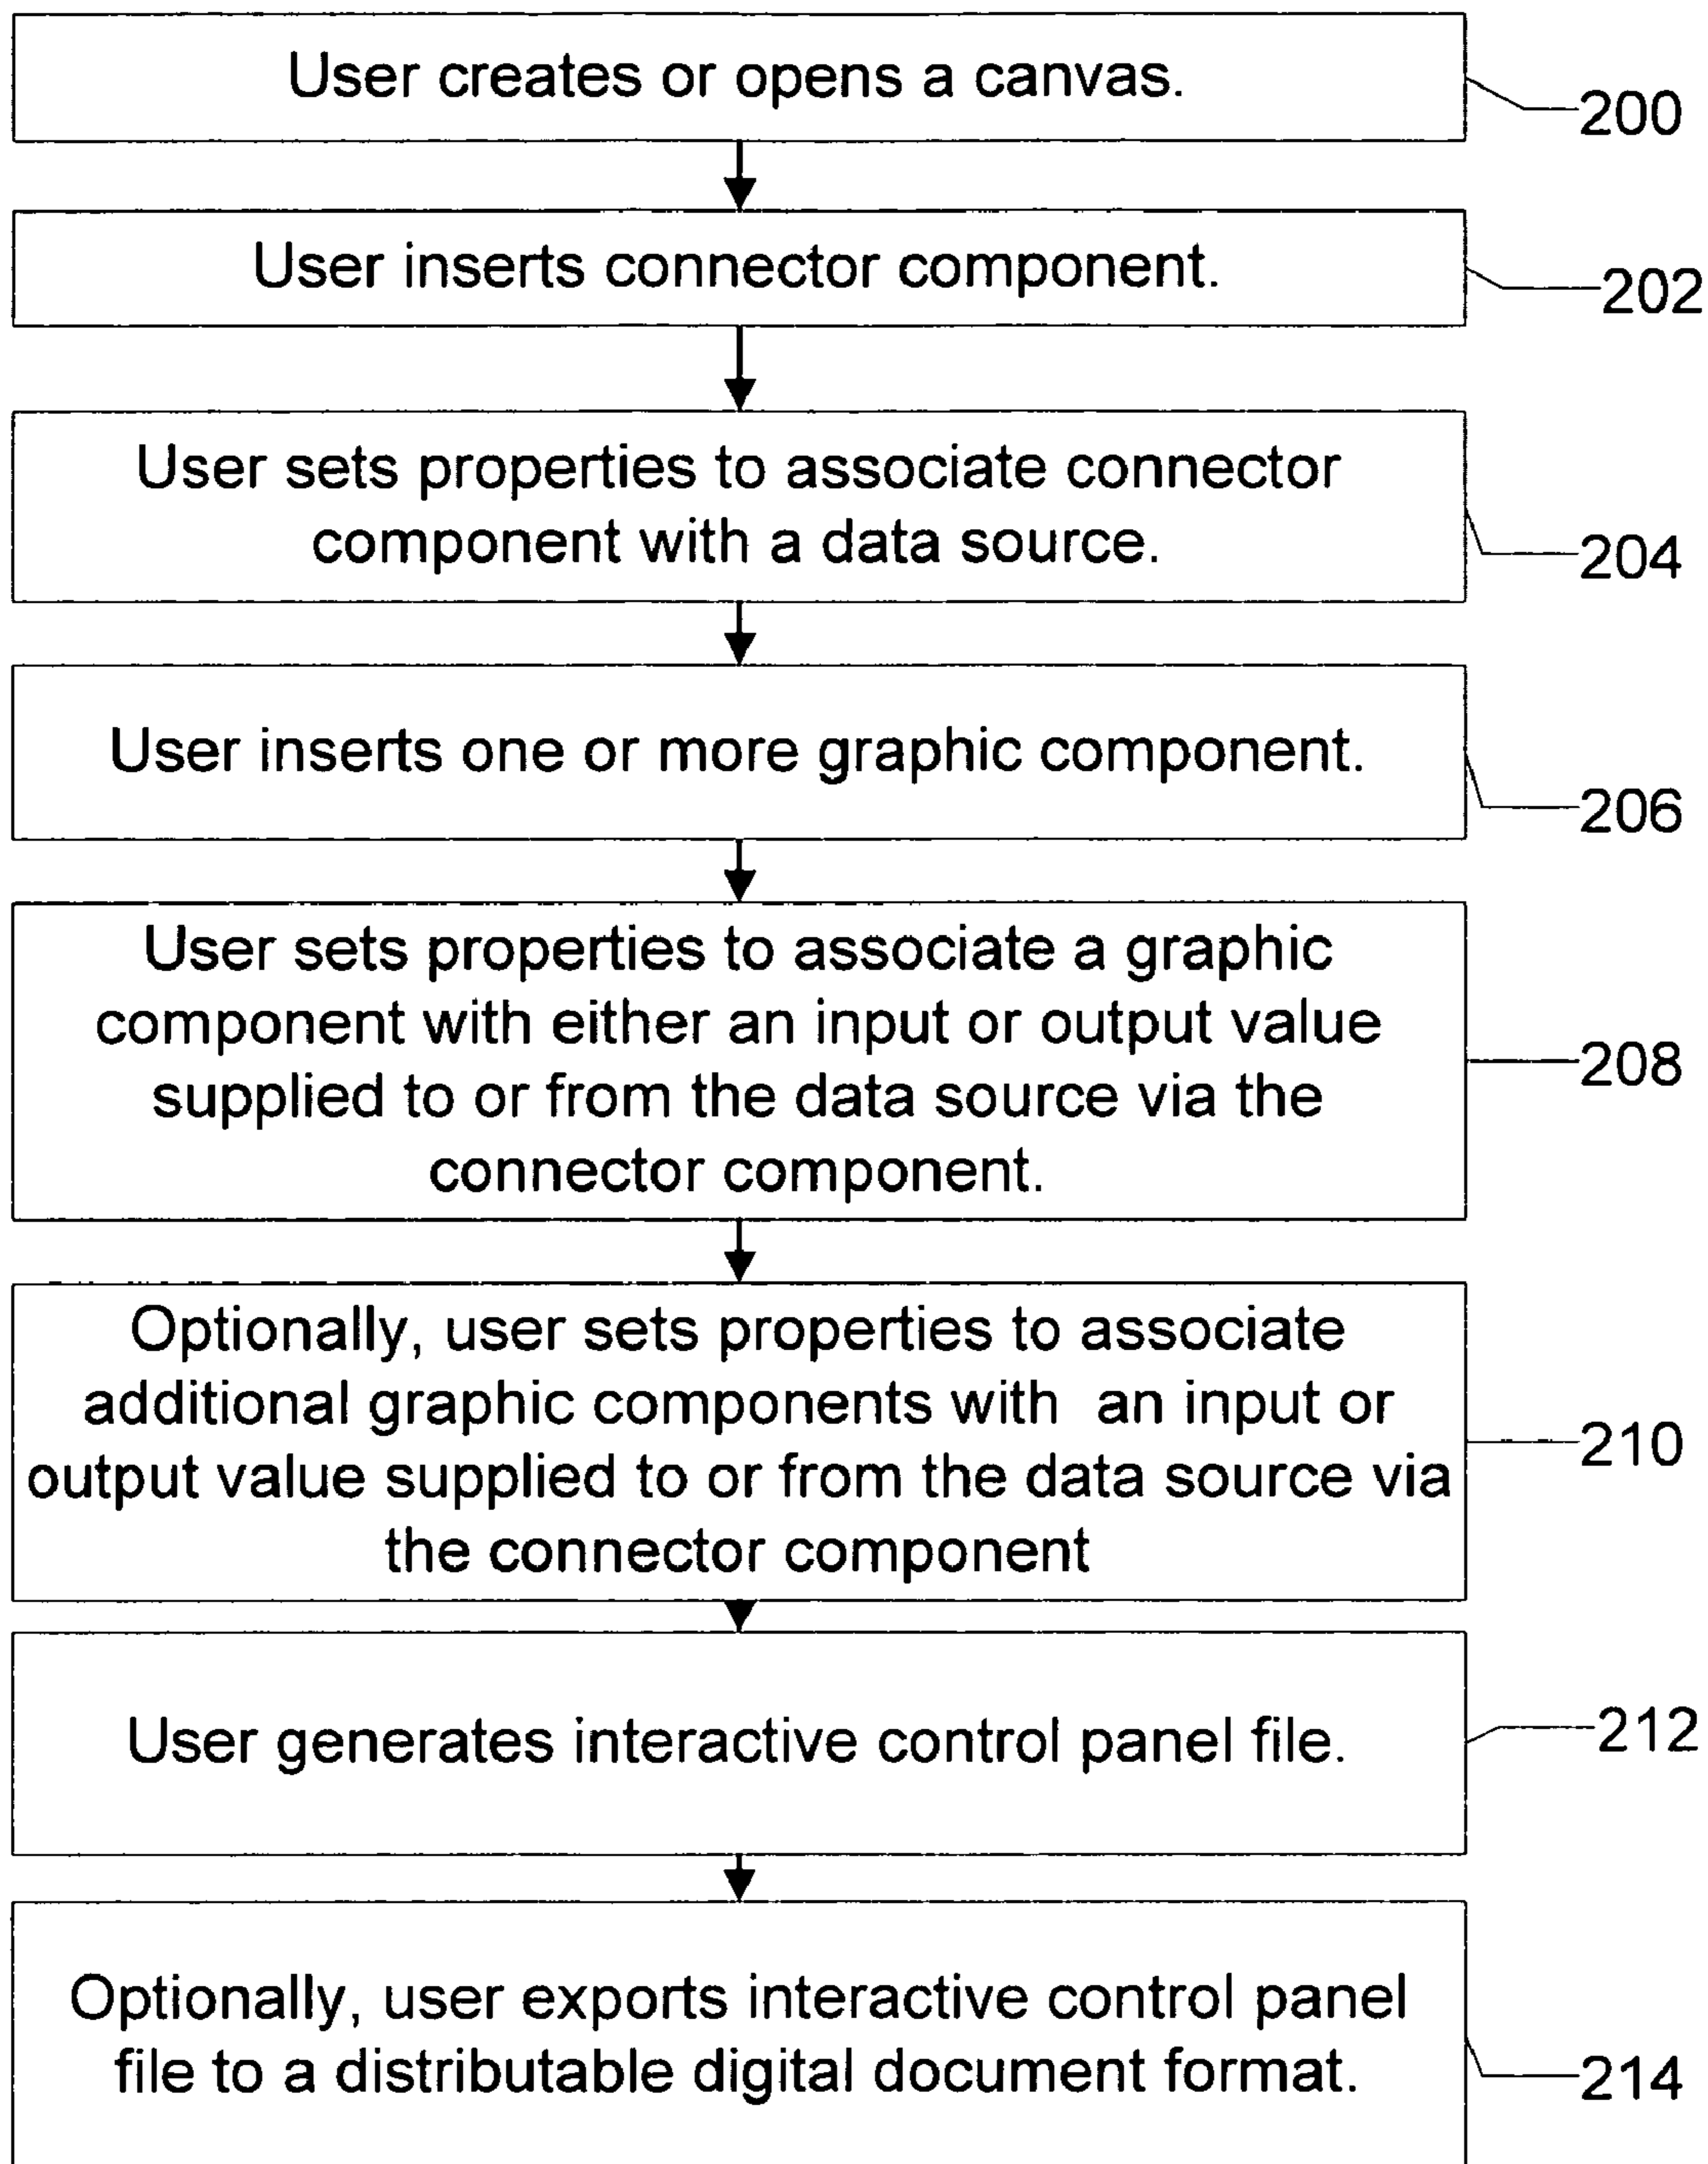 User creates or opens a canvas.
200
User inserts connector component.
202
User sets properties to associate connector
component with a data source.
204
User inserts one or more graphic component.
206
User sets properties to associate a graphic
component with either an input or output value
supplied to or from the data source via the
connector component.
208
Optionally, user sets properties to associate
additional graphic components with  an input or
output value supplied to or from the data source via
the connector component
210
User generates interactive control panel file.
212
Optionally, user exports interactive control panel
file to a distributable digital document format.
214